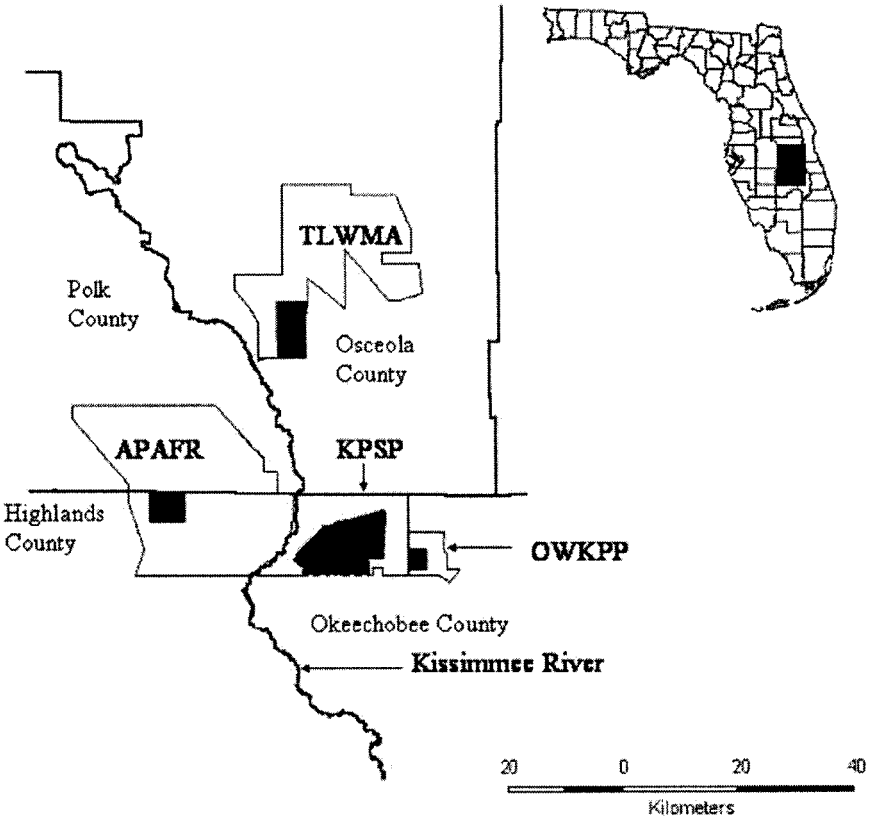 TLWMA
Polk
County
Osceola
County
APAFR
KPSP
Highlands
County
OWKPP
Okeechobee County
Kissimmee River
20 0 20 40
Kilometers